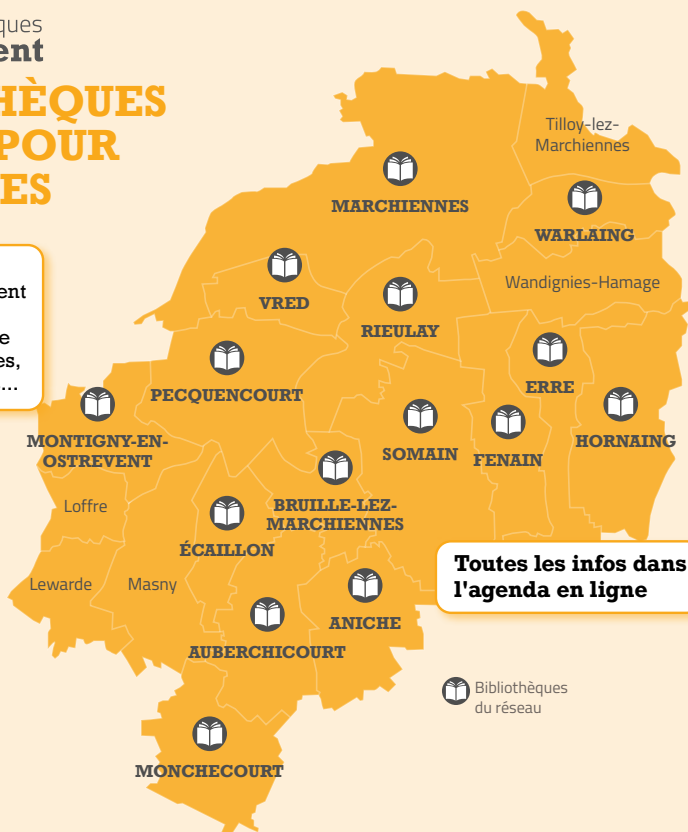 ques
ent
HÈQUES
POUR
ES
ent
e
es,
...
Tilloy-lez-
Marchiennes
MARCHIENNES
WARLAING
Wandignies-Hamage
VRED
RIEULAY
PECQUENCOURT
ERRE
MONTIGNY-EN-
OSTREVENT
SOMAIN
FENAIN
HORNAING
Loffre
BRUILLE-LEZ-
MARCHIENNES
ÉCAILLON
Toutes les infos dans
l'agenda en ligne
Lewarde
Masny
ANICHE
AUBERCHICOURT
Bibliothèques
du réseau
MONCHECOURT